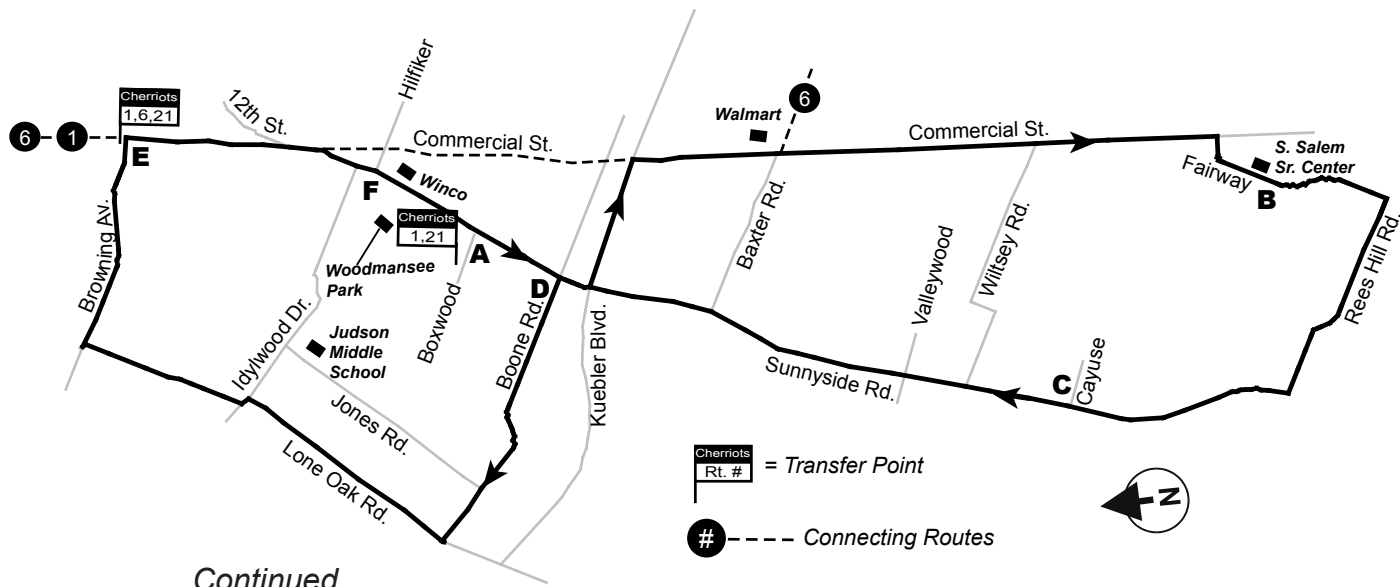 Cherriots
1,6,21
6
1
E
12th St.
Hilfiker
Commercial St.
Walmart
6
Commercial St.
S. Salem
Sr. Center
Fairway
B
F
Winco
Cherriots
1,21
A
Woodmansee
Park
D
Browning Av.
Idylwood Dr.
Judson
Middle
School
Boxwood
Boone Rd.
Kuebler Blvd.
Baxter Rd.
Valleywood
Wiltsey Rd.
Rees Hill Rd.
Sunnyside Rd.
C
Cayuse
Jones Rd.
Lone Oak Rd.
Cherriots
Rt. #
= Transfer Point
N
#
Connecting Routes
Continued